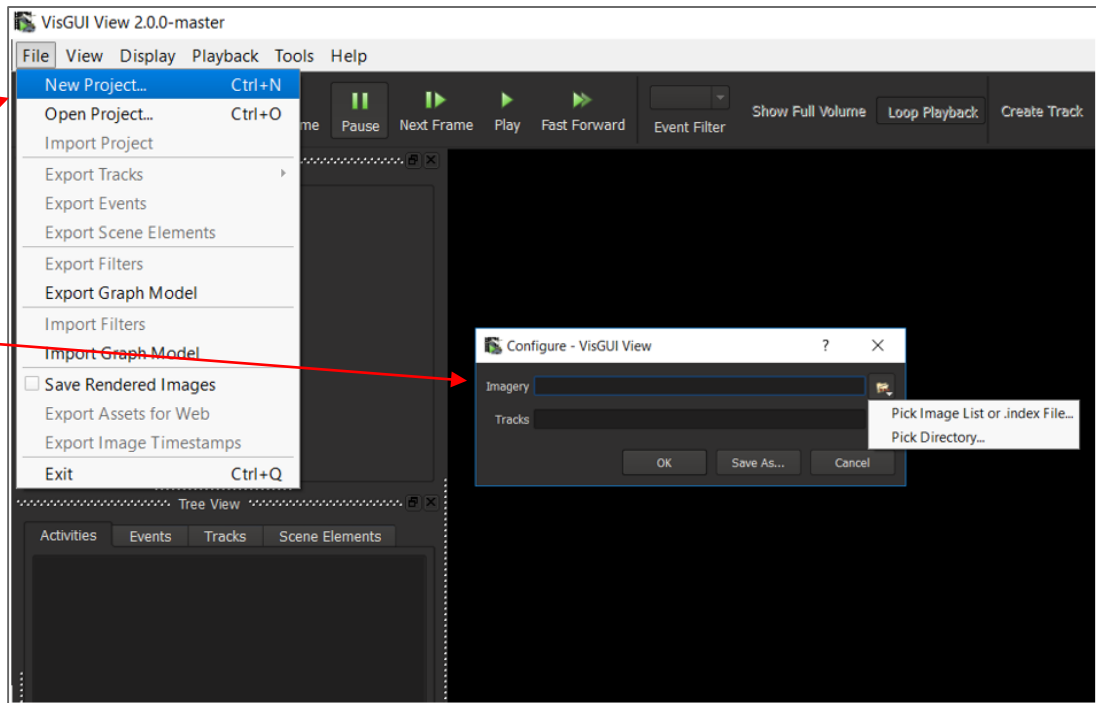 VisGUI View 2.0.0-master
File View Display Playback Tools Help
New Project... Ctrl+N
Open Project... Ctrl+O
Import Project
Export Tracks
Export Events
Export Scene Elements
Export Filters
Export Graph Model
Import Filters
Import Graph Model
Save Rendered Images
Export Assets for Web
Export Image Timestamps
Exit Ctrl+Q
me Pause Next Frame Play Fast Forward Event Filter Show Full Volume Loop Playback Create Track
Configure - VisGUI View ?
Imagery
Tracks
Pick Image List or .index File...
Pick Directory...
OK Save As... Cancel
Tree View
Activities Events Tracks Scene Elements